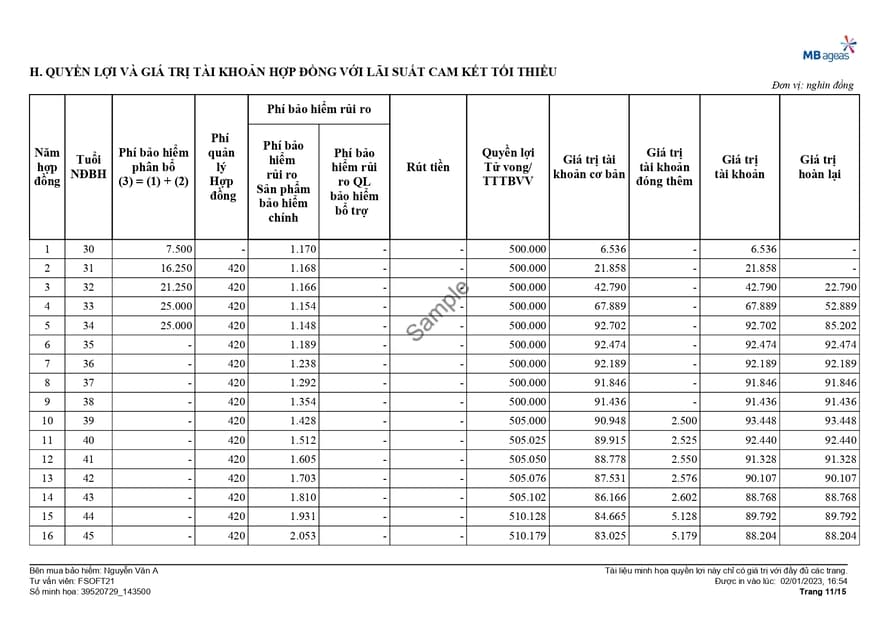 MB ageas
H. QUYỀN LỢI VÀ GIÁ TRỊ TÀI KHOẢN HỢP ĐỒNG VỚI LÃI SUẤT CAM KẾT TỐI THIỂU
Đơn vị: nghìn đồng
Năm hợp đồng | Tuổi NĐBH | Phí bảo hiểm phân bổ (3) = (1) + (2) | Phí quản lý Hợp đồng | Phí bảo hiểm rủi ro | Rút tiền | Quyền lợi Tử vong/ TTTBVV | Giá trị tài khoản cơ bản | Giá trị tài khoản đóng thêm | Giá trị tài khoản | Giá trị hoàn lại
Phí bảo hiểm rủi ro Sản phẩm bảo hiểm chính | Phí bảo hiểm rủi ro QL bảo hiểm bổ trợ
1 30 7.500 - 1.170 - - 500.000 6.536 - 6.536 -
2 31 16.250 420 1.168 - - 500.000 21.858 - 21.858 -
3 32 21.250 420 1.166 - - 500.000 42.790 - 42.790 22.790
4 33 25.000 420 1.154 - - 500.000 67.889 - 67.889 52.889
5 34 25.000 420 1.148 - - 500.000 92.702 - 92.702 85.202
6 35 - 420 1.189 - - 500.000 92.474 - 92.474 92.474
7 36 - 420 1.238 - - 500.000 92.189 - 92.189 92.189
8 37 - 420 1.292 - - 500.000 91.846 - 91.846 91.846
9 38 - 420 1.354 - - 500.000 91.436 - 91.436 91.436
10 39 - 420 1.428 - - 505.000 90.948 2.500 93.448 93.448
11 40 - 420 1.512 - - 505.025 89.915 2.525 92.440 92.440
12 41 - 420 1.605 - - 505.050 88.778 2.550 91.328 91.328
13 42 - 420 1.703 - - 505.076 87.531 2.576 90.107 90.107
14 43 - 420 1.810 - - 505.102 86.166 2.602 88.768 88.768
15 44 - 420 1.931 - - 510.128 84.665 5.128 89.792 89.792
16 45 - 420 2.053 - - 510.179 83.025 5.179 88.204 88.204
Sample
Bên mua bảo hiểm: Nguyễn Văn A
Tư vấn viên: FSOFT21
Số minh họa: 39520729_143500
Tài liệu minh họa quyền lợi này chỉ có giá trị với đầy đủ các trang.
Được in vào lúc: 02/01/2023, 16:54
Trang 11/15